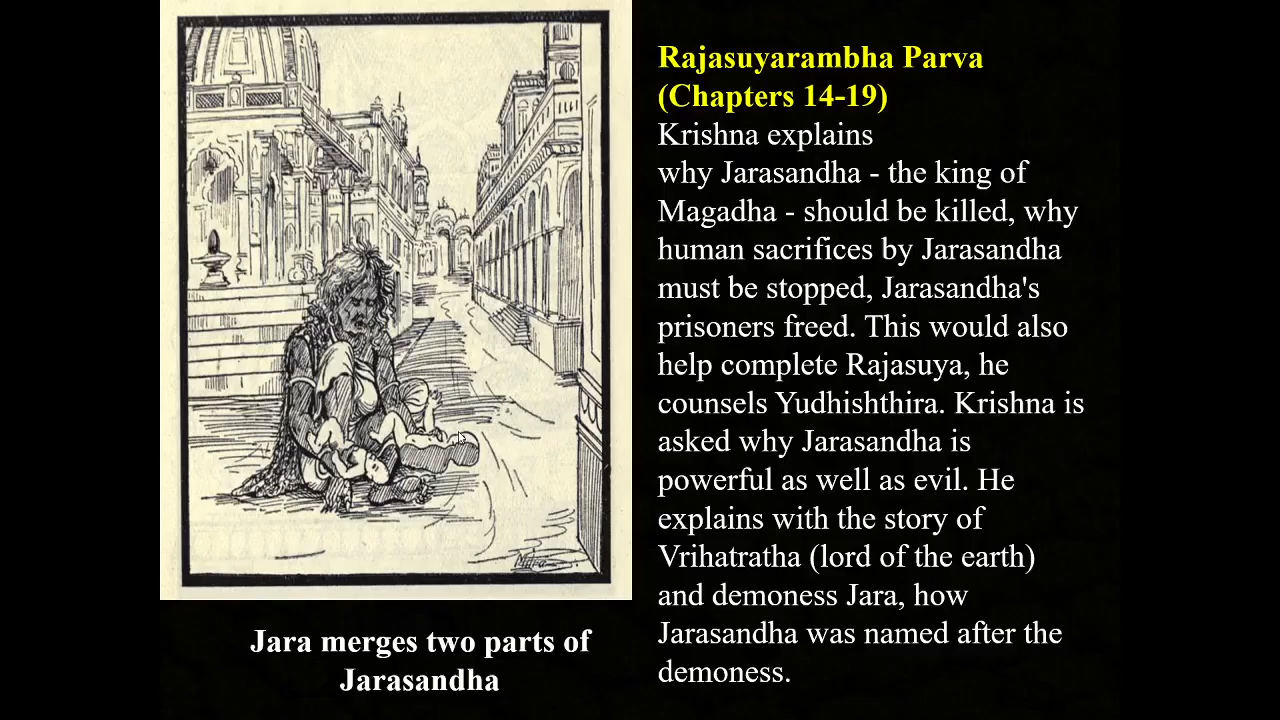 Rajasuyarambha Parva
(Chapters 14-19)
Krishna explains
why Jarasandha - the king of
Magadha - should be killed, why
human sacrifices by Jarasandha
must be stopped, Jarasandha's
prisoners freed. This would also
help complete Rajasuya, he
counsels Yudhishthira. Krishna is
asked why Jarasandha is
powerful as well as evil. He
explains with the story of
Vrihatratha (lord of the earth)
and demoness Jara, how
Jarasandha was named after the
demoness.
Jara merges two parts of
Jarasandha